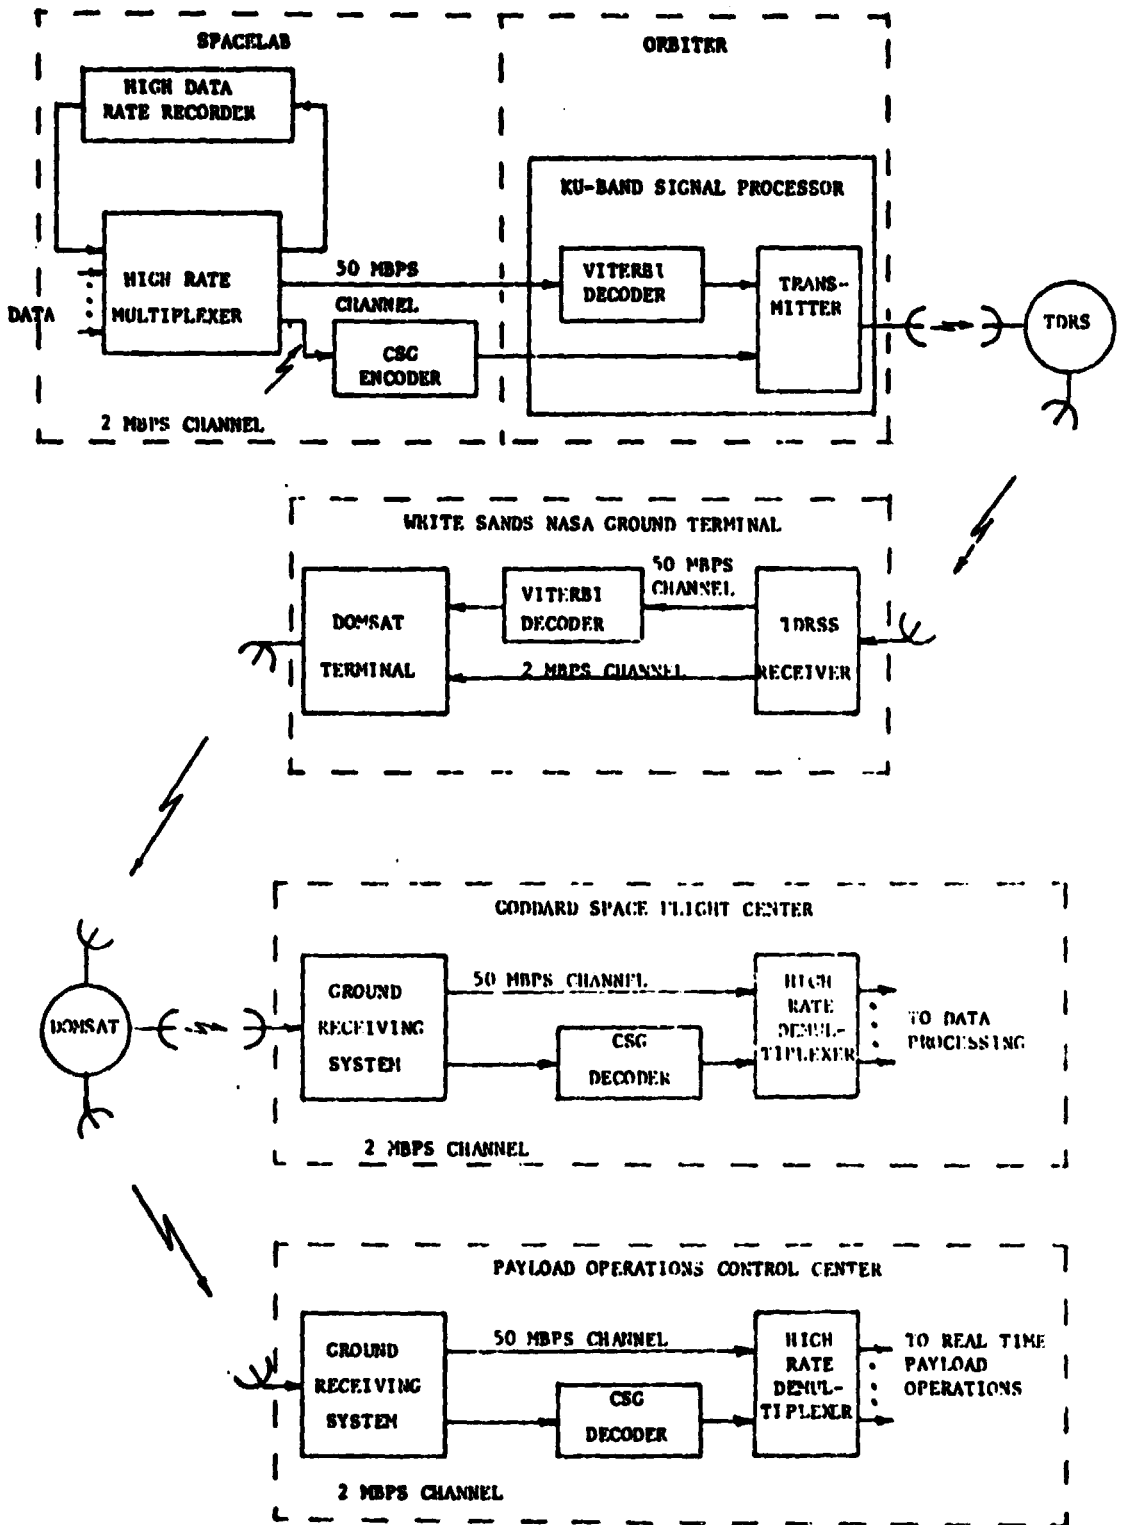 SPACELAB
ORBITER
HIGH DATA
RATE RECORDER
KU-BAND SIGNAL PROCESSOR
HIGH RATE
MULTIPLEXER
DATA
50 MBPS
CHANNEL
VITERBI
DECODER
TRANS-
MITTER
TDRS
CSG
ENCODER
2 MBPS CHANNEL
WHITE SANDS NASA GROUND TERMINAL
DOMSAT
TERMINAL
VITERBI
DECODER
50 MBPS
CHANNEL
2 MBPS CHANNEL
TDRSS
RECEIVER
GODDARD SPACE FLIGHT CENTER
DOMSAT
GROUND
RECEIVING
SYSTEM
50 MBPS CHANNEL
CSG
DECODER
HIGH
RATE
DEMUL-
TIPLEXER
TO DATA
PROCESSING
2 MBPS CHANNEL
PAYLOAD OPERATIONS CONTROL CENTER
GROUND
RECEIVING
SYSTEM
50 MBPS CHANNEL
CSG
DECODER
HIGH
RATE
DEMUL-
TIPLEXER
TO REAL TIME
PAYLOAD
OPERATIONS
2 MBPS CHANNEL